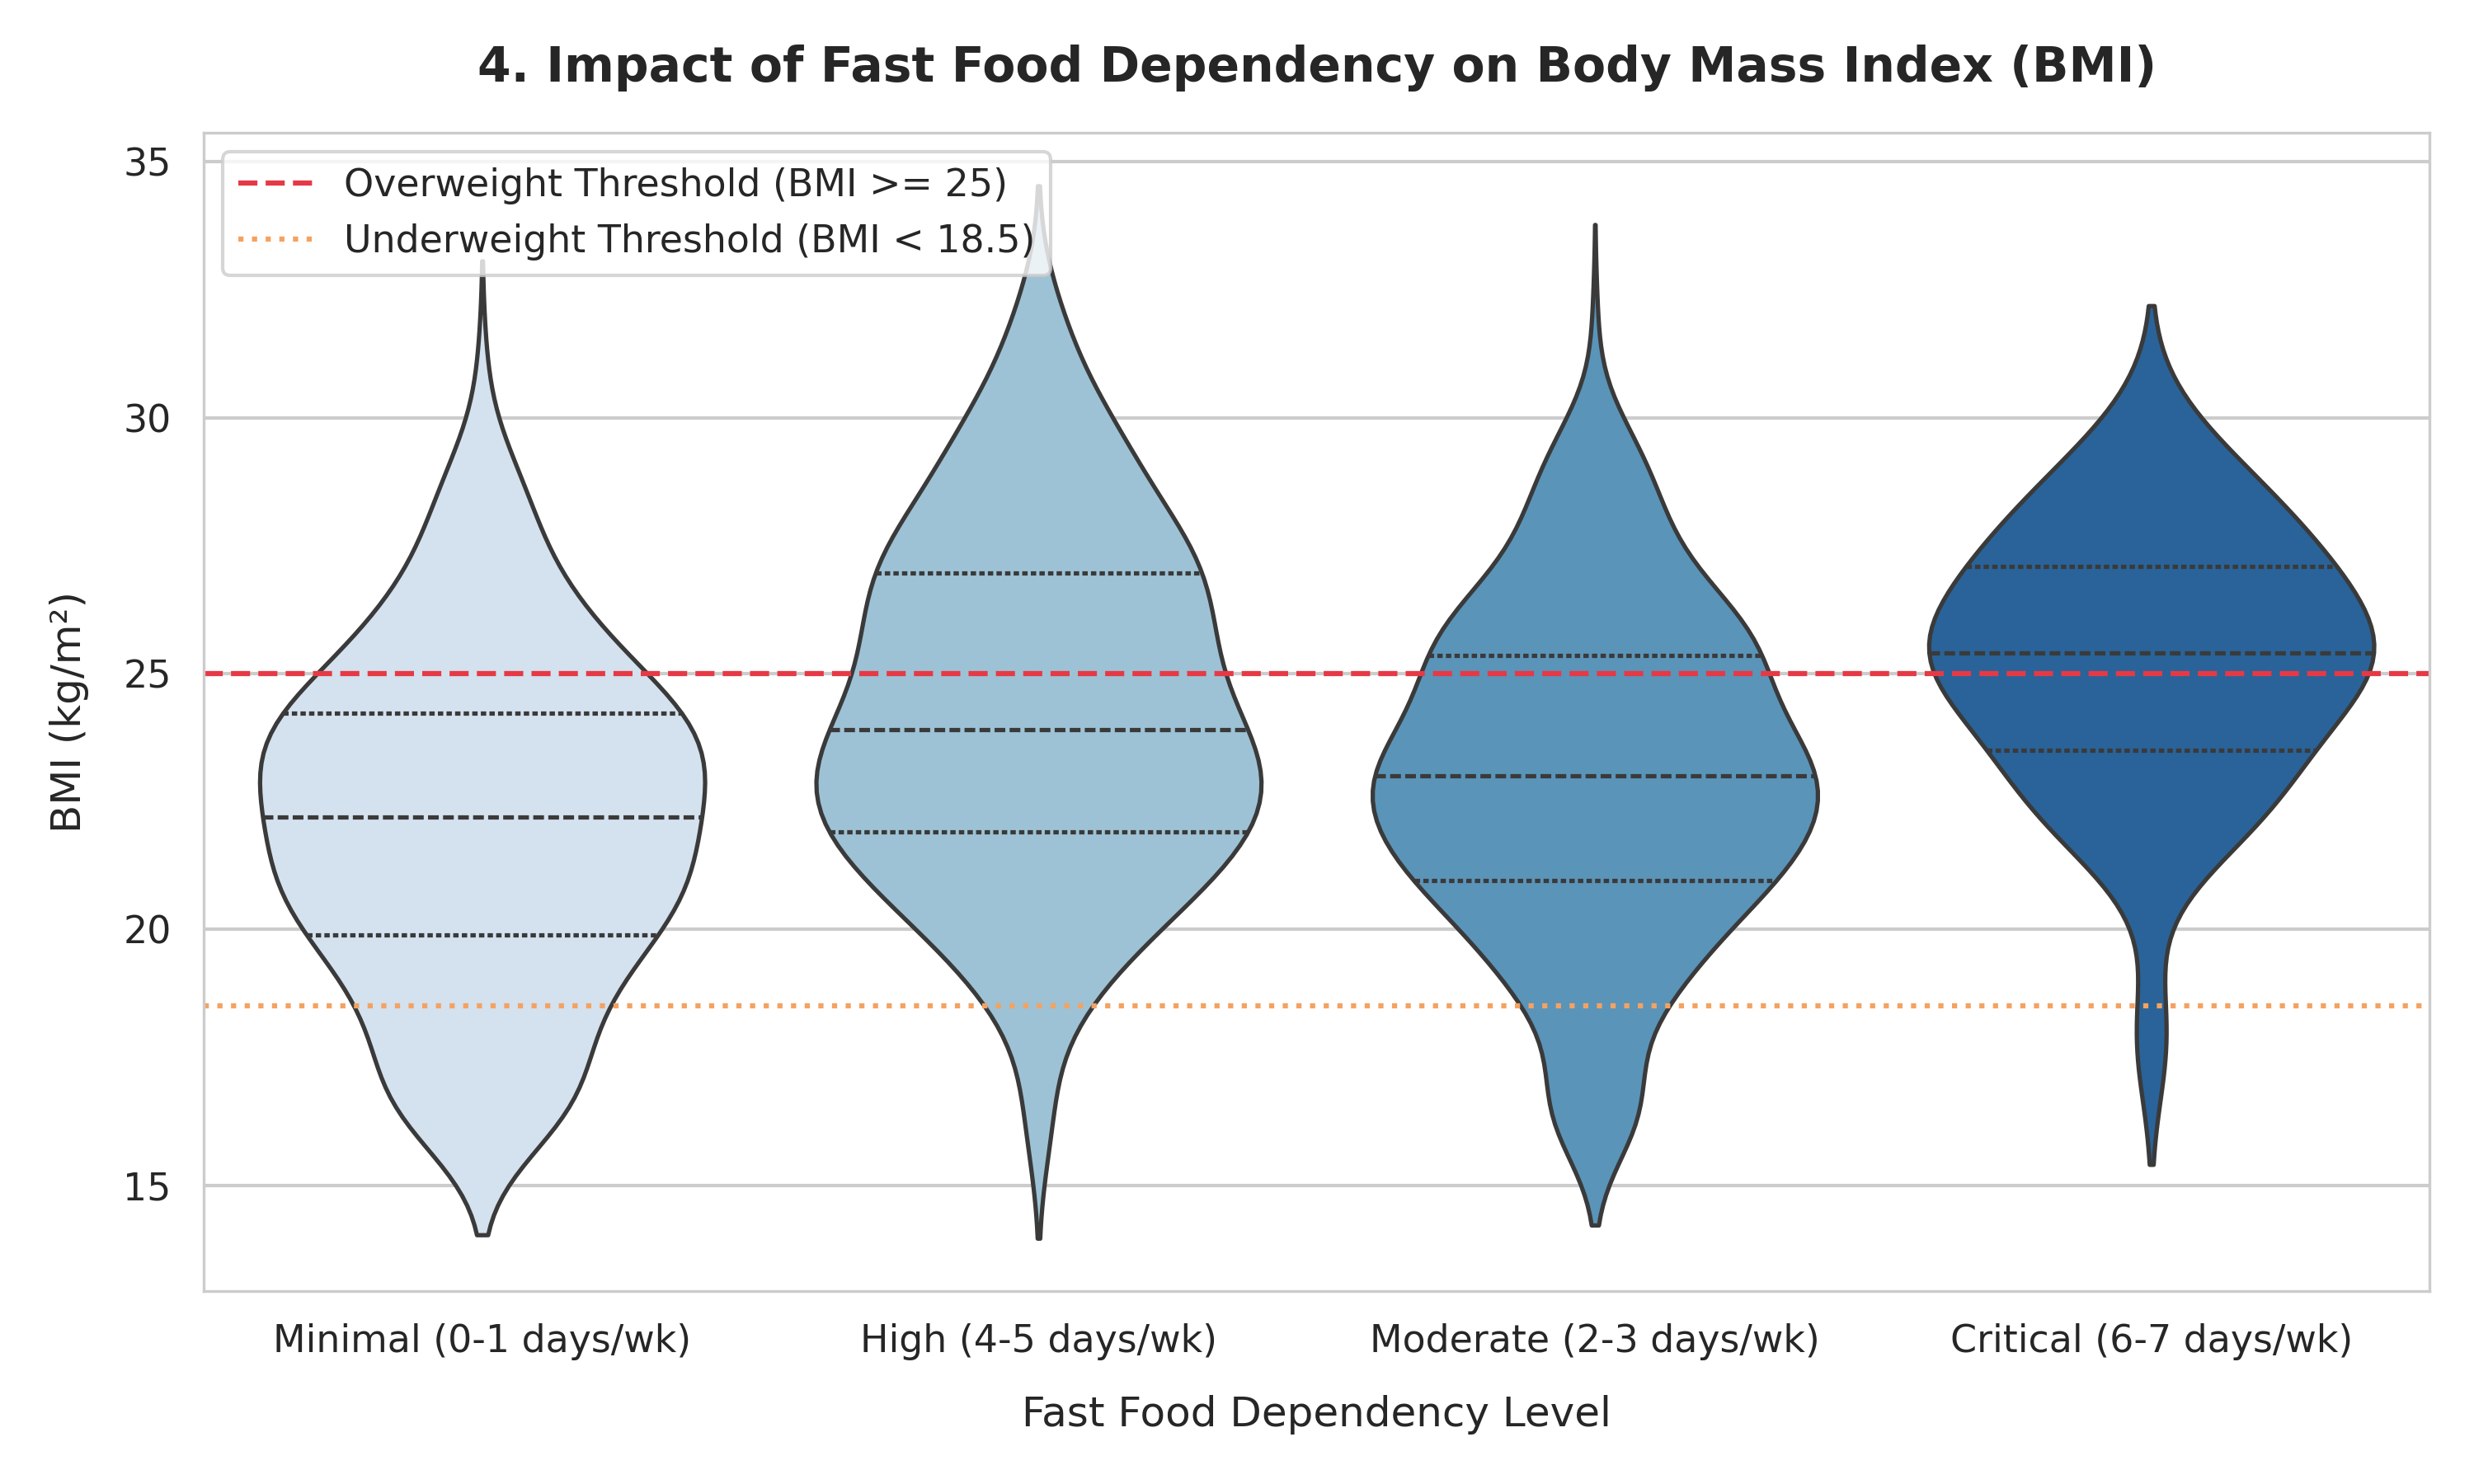 4. Impact of Fast Food Dependency on Body Mass Index (BMI)
Overweight Threshold (BMI >= 25)
Underweight Threshold (BMI < 18.5)
35
30
25
20
15
BMI (kg/m²)
Minimal (0-1 days/wk) High (4-5 days/wk) Moderate (2-3 days/wk) Critical (6-7 days/wk)
Fast Food Dependency Level